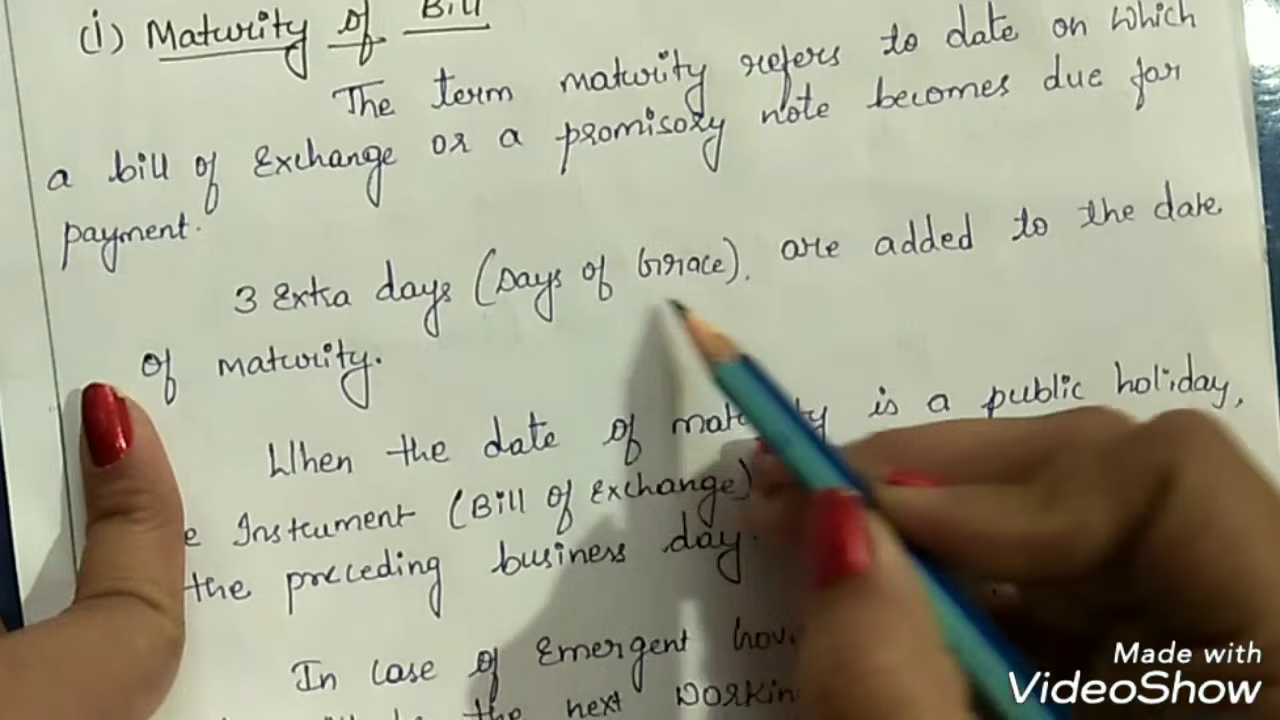 (i) Maturity of Bill
The term maturity refers to date on which
a bill of Exchange or a promisory note becomes due for
payment.
3 Exta days (Days of Grace). are added to the date
of maturity.
When the date of maturity is a public holiday,
Instument (Bill of Exchange)
the preceding business day.
In case of Emergent
the next
Made with
VideoShow